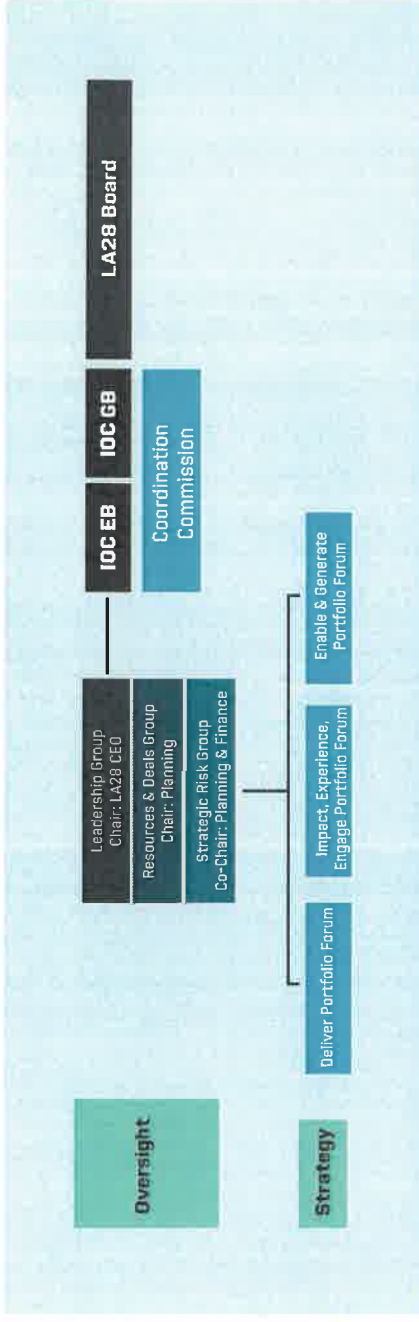 Oversight
Leadership Group
Chair: LA28 CEO
Resources & Deals Group
Chair: Planning
Strategic Risk Group
Co-Chair: Planning & Finance
IOC EB
IOC GB
LA28 Board
Coordination
Commission
Strategy
Deliver Portfolio Forum
Impact, Experience,
Engage Portfolio Forum
Enable & Generate
Portfolio Forum